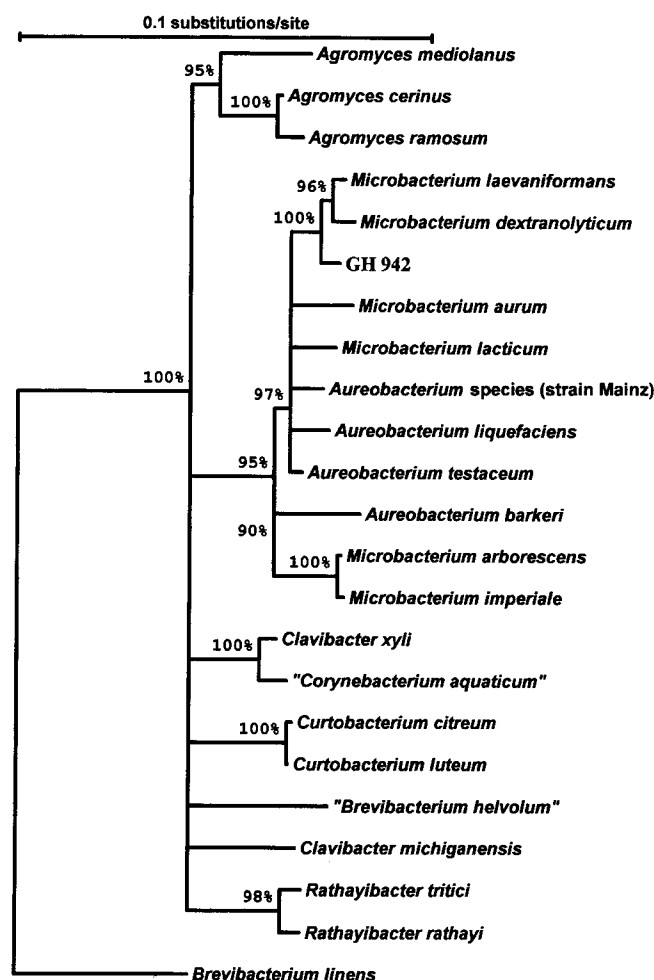 0.1 substitutions/site
Agromyces mediolanus
95%
Agromyces cerinus
100%
Agromyces ramosum
Microbacterium laevaniformans
96%
Microbacterium dextranolyticum
100%
GH 942
Microbacterium aurum
Microbacterium lacticum
100%
Aureobacterium species (strain Mainz)
97%
Aureobacterium liquefaciens
95%
Aureobacterium testaceum
Aureobacterium barkeri
90%
Microbacterium arborescens
100%
Microbacterium imperiale
Clavibacter xyli
100%
"Corynebacterium aquaticum"
Curtobacterium citreum
100%
Curtobacterium luteum
"Brevibacterium helvolum"
Clavibacter michiganensis
Rathayibacter tritici
98%
Rathayibacter rathayi
Brevibacterium linens